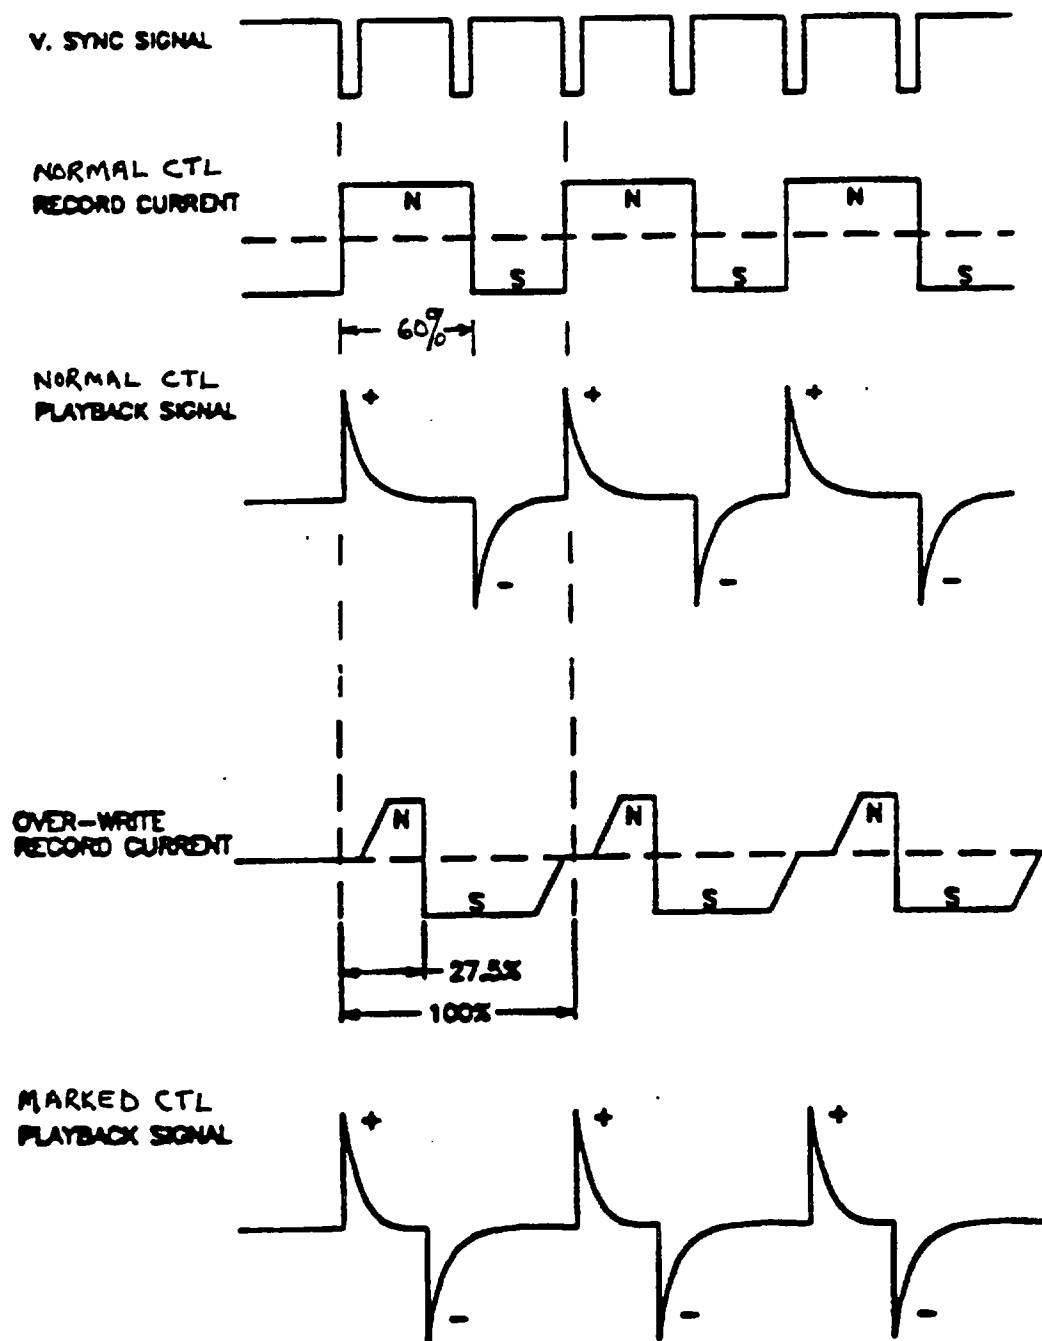 V. SYNC SIGNAL
NORMAL CTL
RECORD CURRENT
N
N
N
S
S
S
60%
NORMAL CTL
PLAYBACK SIGNAL
+
+
+
-
-
-
OVER-WRITE
RECORD CURRENT
N
N
N
S
S
S
27.5%
100%
MARKED CTL
PLAYBACK SIGNAL
+
+
+
-
-
-